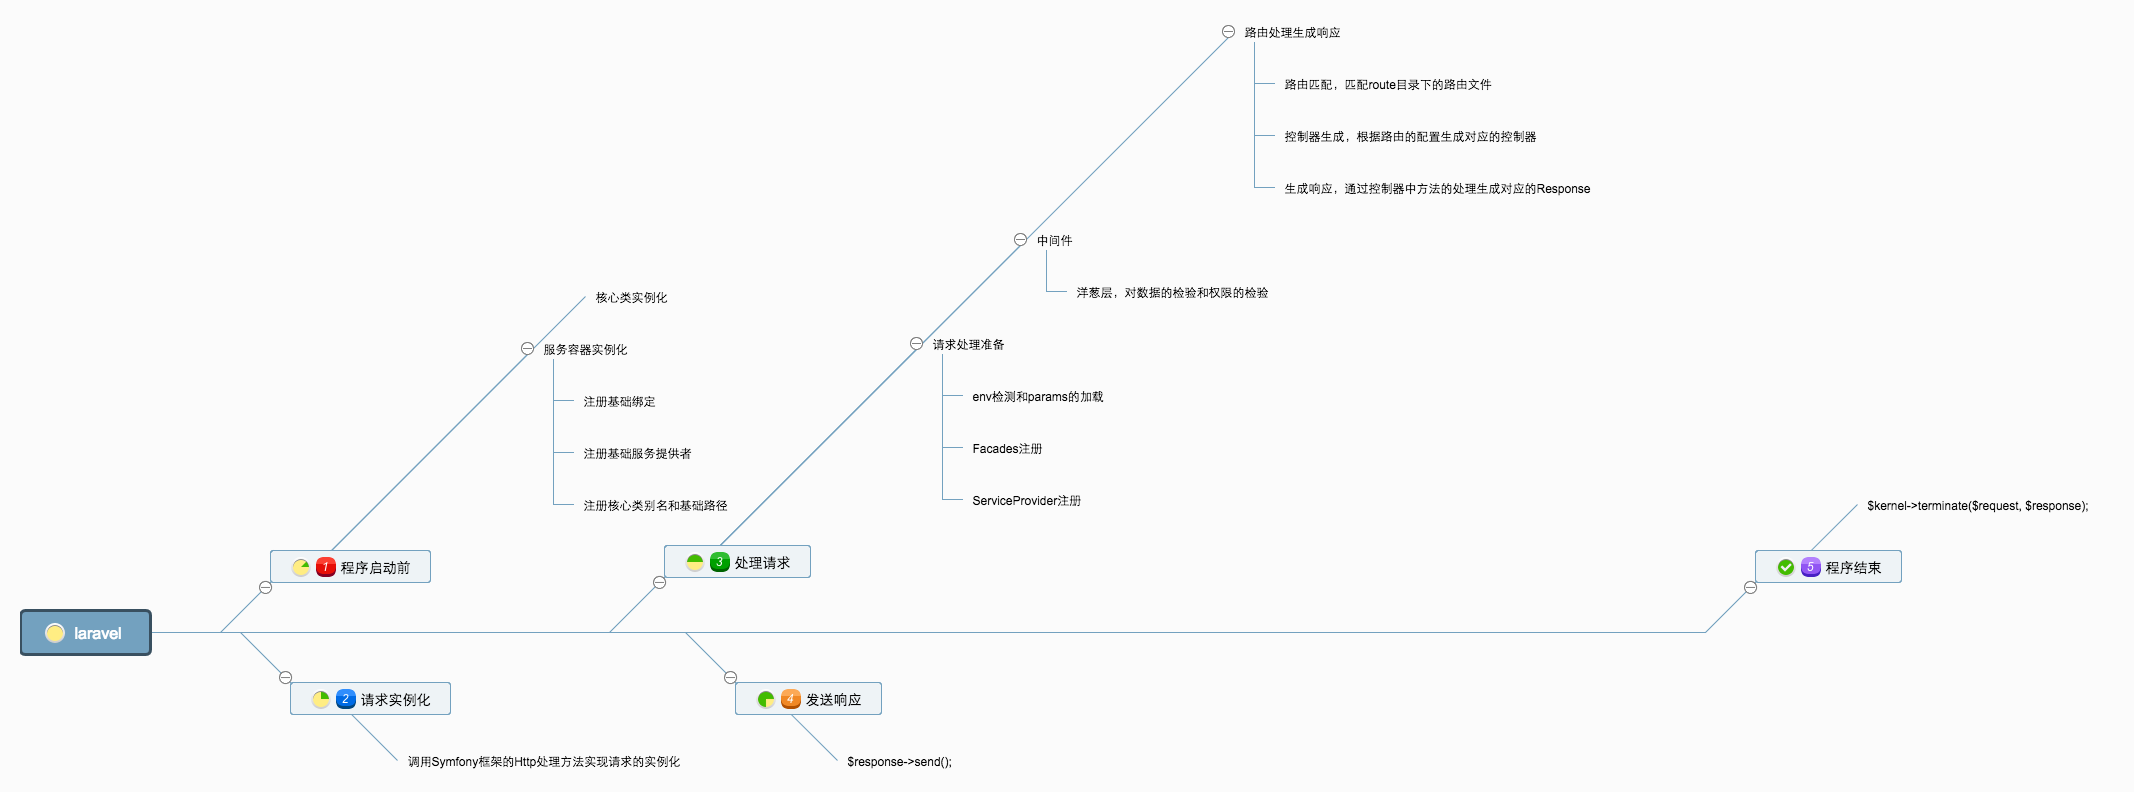 laravel
1 程序启动前
核心类实例化
服务容器实例化
注册基础绑定
注册基础服务提供者
注册核心类别名和基础路径
2 请求实例化
调用Symfony框架的Http处理方法实现请求的实例化
3 处理请求
路由处理生成响应
路由匹配，匹配route目录下的路由文件
控制器生成，根据路由的配置生成对应的控制器
生成响应，通过控制器中方法的处理生成对应的Response
中间件
洋葱层，对数据的检验和权限的检验
请求处理准备
env检测和params的加载
Facades注册
ServiceProvider注册
4 发送响应
$response->send();
5 程序结束
$kernel->terminate($request, $response);